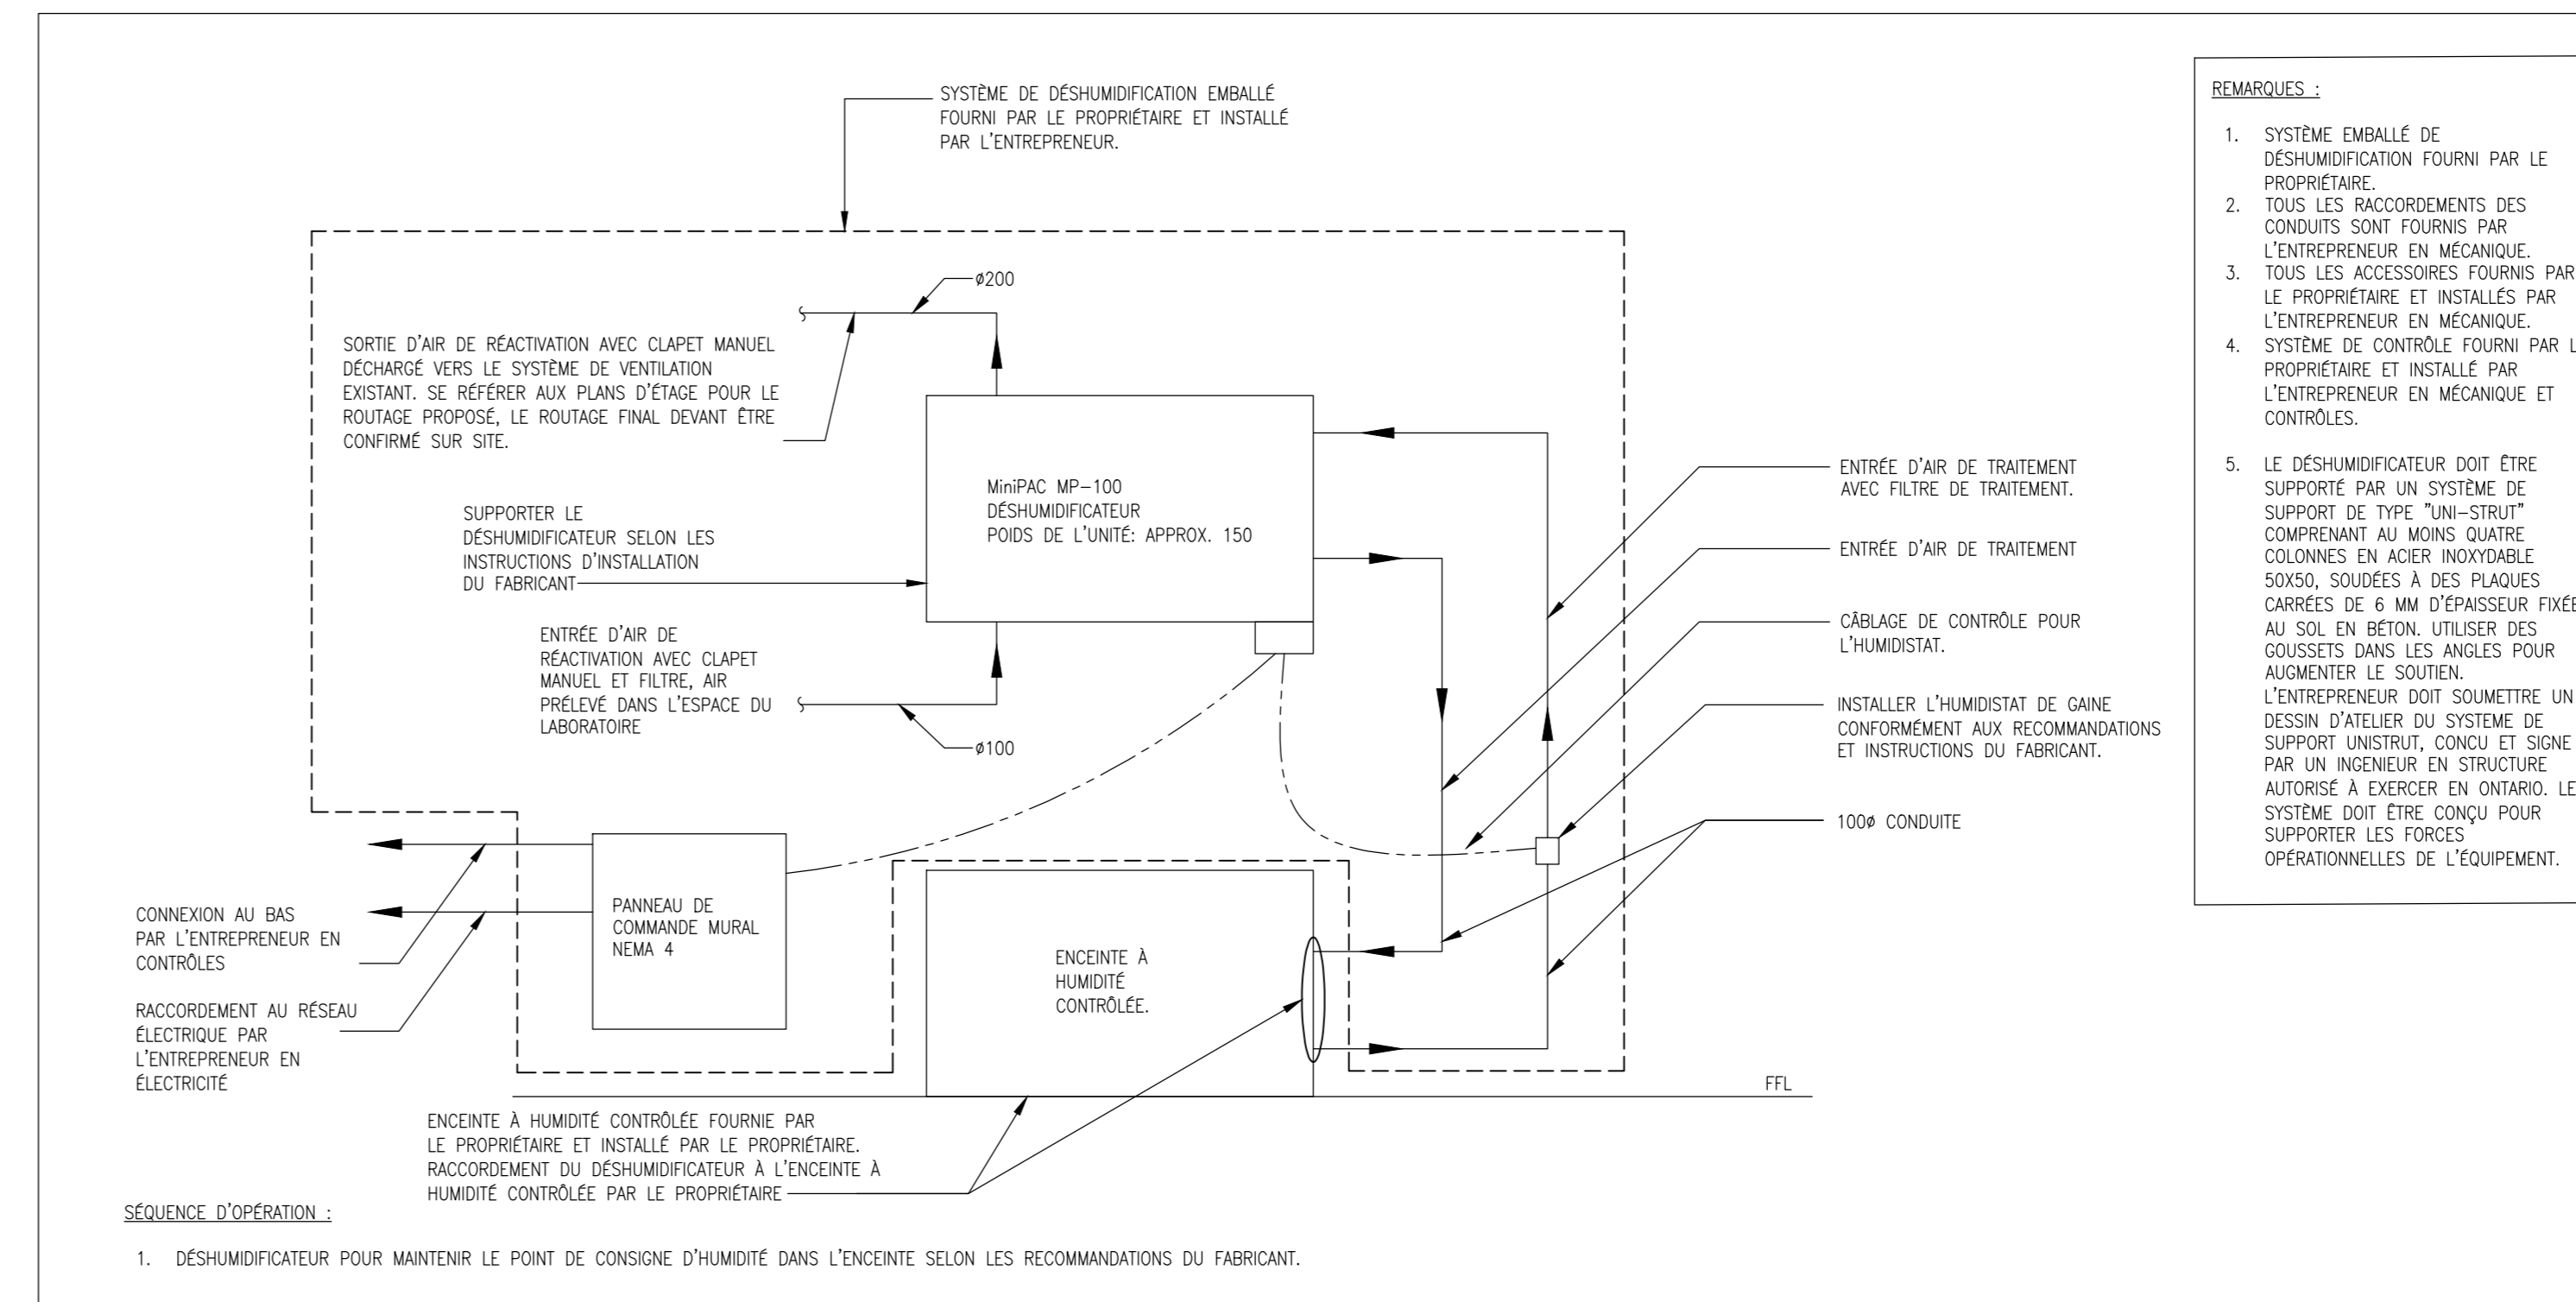 SYSTÈME DE DÉSHUMIDIFICATION EMBALLÉ
FOURNI PAR LE PROPRIÉTAIRE ET INSTALLÉ
PAR L'ENTREPRENEUR.
ø200
SORTIE D'AIR DE RÉACTIVATION AVEC CLAPET MANUEL
DÉCHARGÉ VERS LE SYSTÈME DE VENTILATION
EXISTANT. SE RÉFÉRER AUX PLANS D'ÉTAGE POUR LE
ROUTAGE PROPOSÉ, LE ROUTAGE FINAL DEVANT ÊTRE
CONFIRMÉ SUR SITE.
MiniPAC MP-100
DÉSHUMIDIFICATEUR
POIDS DE L'UNITÉ: APPROX. 150
SUPPORTER LE
DÉSHUMIDIFICATEUR SELON LES
INSTRUCTIONS D'INSTALLATION
DU FABRICANT
ENTRÉE D'AIR DE
RÉACTIVATION AVEC CLAPET
MANUEL ET FILTRE, AIR
PRÉLEVÉ DANS L'ESPACE DU
LABORATOIRE
ø100
ENTRÉE D'AIR DE TRAITEMENT
AVEC FILTRE DE TRAITEMENT.
ENTRÉE D'AIR DE TRAITEMENT
CÂBLAGE DE CONTRÔLE POUR
L'HUMIDISTAT.
INSTALLER L'HUMIDISTAT DE GAINE
CONFORMÉMENT AUX RECOMMANDATIONS
ET INSTRUCTIONS DU FABRICANT.
100ø CONDUITE
CONNEXION AU BAS
PAR L'ENTREPRENEUR EN
CONTRÔLES
RACCORDEMENT AU RÉSEAU
ÉLECTRIQUE PAR
L'ENTREPRENEUR EN
ÉLECTRICITÉ
PANNEAU DE
COMMANDE MURAL
NEMA 4
ENCEINTE À
HUMIDITÉ
CONTRÔLÉE.
FFL
ENCEINTE À HUMIDITÉ CONTRÔLÉE FOURNIE PAR
LE PROPRIÉTAIRE ET INSTALLÉ PAR LE PROPRIÉTAIRE.
RACCORDEMENT DU DÉSHUMIDIFICATEUR À L'ENCEINTE À
HUMIDITÉ CONTRÔLÉE PAR LE PROPRIÉTAIRE
SÉQUENCE D'OPÉRATION :
1. DÉSHUMIDIFICATEUR POUR MAINTENIR LE POINT DE CONSIGNE D'HUMIDITÉ DANS L'ENCEINTE SELON LES RECOMMANDATIONS DU FABRICANT.
REMARQUES :
1. SYSTÈME EMBALLÉ DE
DÉSHUMIDIFICATION FOURNI PAR LE
PROPRIÉTAIRE.
2. TOUS LES RACCORDEMENTS DES
CONDUITS SONT FOURNIS PAR
L'ENTREPRENEUR EN MÉCANIQUE.
3. TOUS LES ACCESSOIRES FOURNIS PAR
LE PROPRIÉTAIRE ET INSTALLÉS PAR
L'ENTREPRENEUR EN MÉCANIQUE.
4. SYSTÈME DE CONTRÔLE FOURNI PAR
PROPRIÉTAIRE ET INSTALLÉ PAR
L'ENTREPRENEUR EN MÉCANIQUE ET
CONTRÔLES.
5. LE DÉSHUMIDIFICATEUR DOIT ÊTRE
SUPPORTÉ PAR UN SYSTÈME DE
SUPPORT DE TYPE "UNI-STRUT"
COMPRENANT AU MOINS QUATRE
COLONNES EN ACIER INOXYDABLE
50X50, SOUDÉES À DES PLAQUES
CARRÉES DE 6 MM D'ÉPAISSEUR
AU SOL EN BÉTON. UTILISER DES
GOUSSETS DANS LES ANGLES POUR
AUGMENTER LE SOUTIEN.
L'ENTREPRENEUR DOIT SOUMETTRE UN
DESSIN D'ATELIER DU SYSTEME DE
SUPPORT UNISTRUT, CONCU ET SIGNE
PAR UN INGENIEUR EN STRUCTURE
AUTORISÉ À EXERCER EN ONTARIO. LE
SYSTÈME DOIT ÊTRE CONÇU POUR
SUPPORTER LES FORCES
OPÉRATIONNELLES DE L'ÉQUIPEMENT.